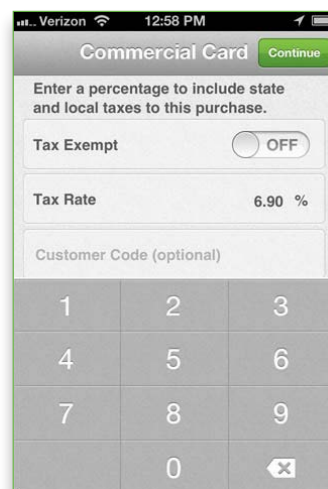 Verizon 12:58 PM
Commercial Card Continue
Enter a percentage to include state
and local taxes to this purchase.
Tax Exempt OFF
Tax Rate 6.90 %
Customer Code (optional)
1 2 3
4 5 6
7 8 9
0